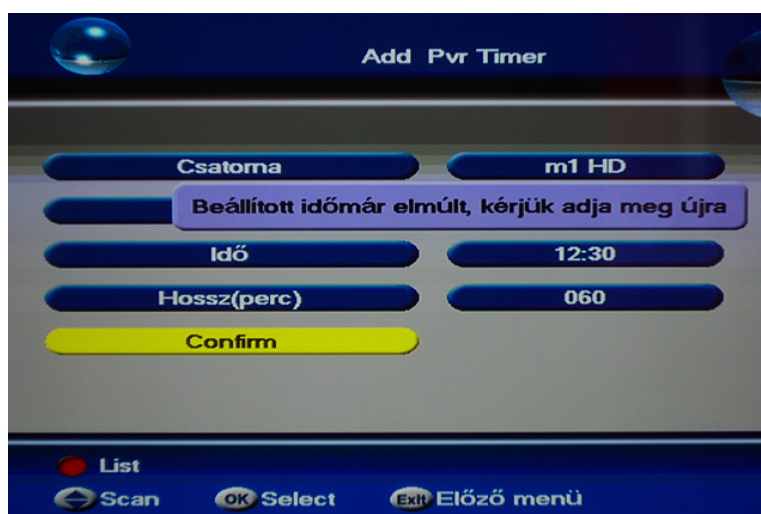 Add Pvr Timer
Csatorna m1 HD
Beállított időmár elmúlt, kérjük adja meg újra
Idő 12:30
Hossz(perc) 060
Confirm
List
Scan OK Select Exit Előző menü